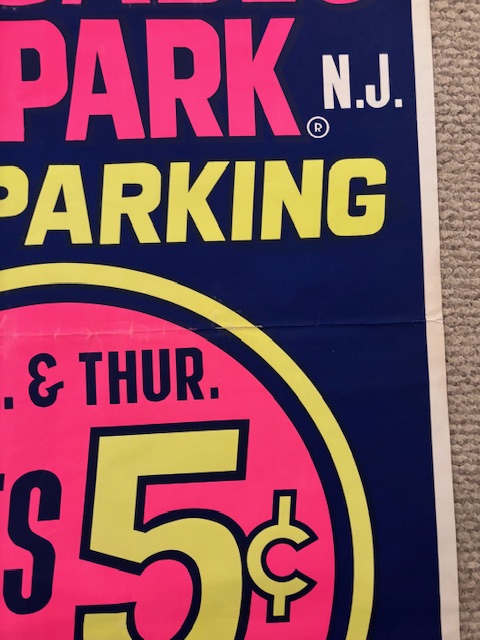 PARK ® N.J.
PARKING
. & THUR.
S 5¢